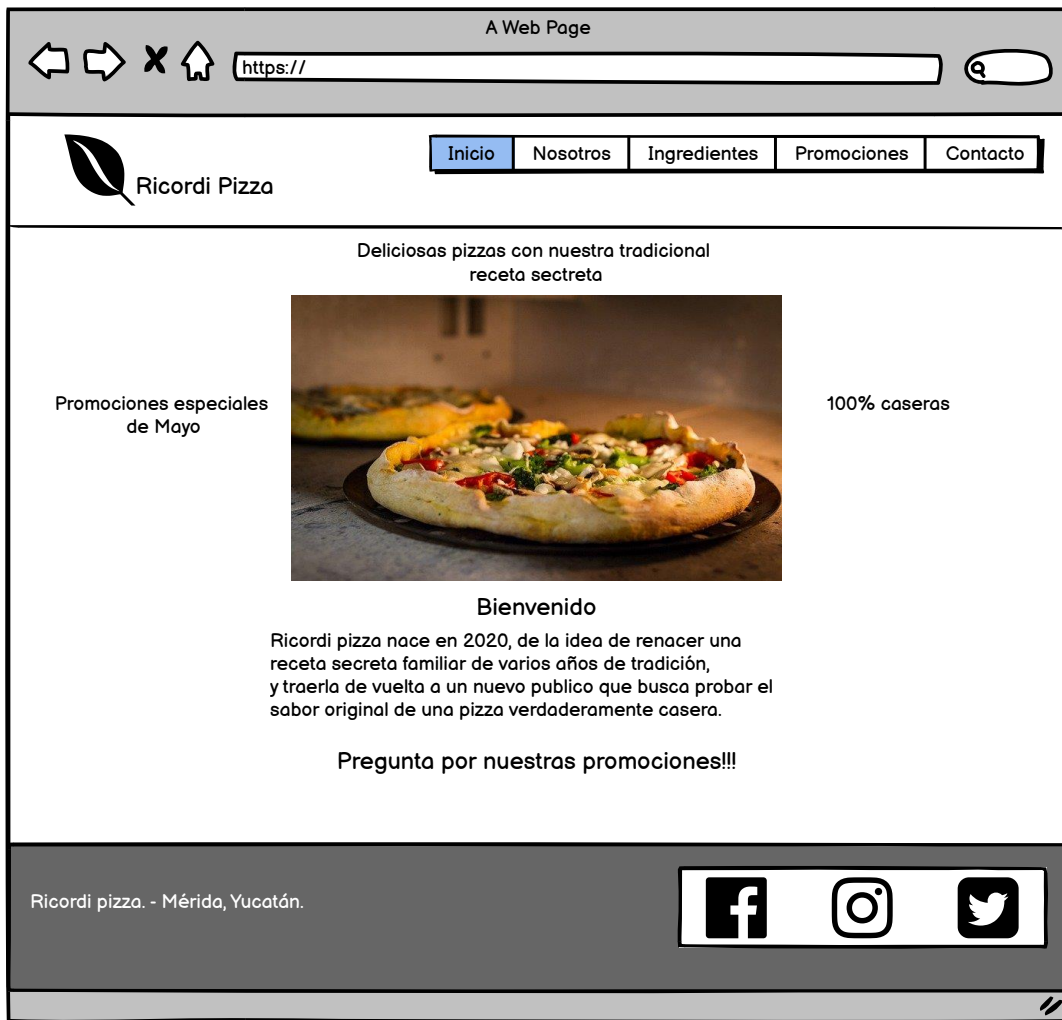 A Web Page
https://
Ricordi Pizza
Inicio
Nosotros
Ingredientes
Promociones
Contacto
Deliciosas pizzas con nuestra tradicional
receta sectreta
Promociones especiales
de Mayo
100% caseras
Bienvenido
Ricordi pizza nace en 2020, de la idea de renacer una
receta secreta familiar de varios años de tradición,
y traerla de vuelta a un nuevo publico que busca probar el
sabor original de una pizza verdaderamente casera.
Pregunta por nuestras promociones!!!
Ricordi pizza. - Mérida, Yucatán.